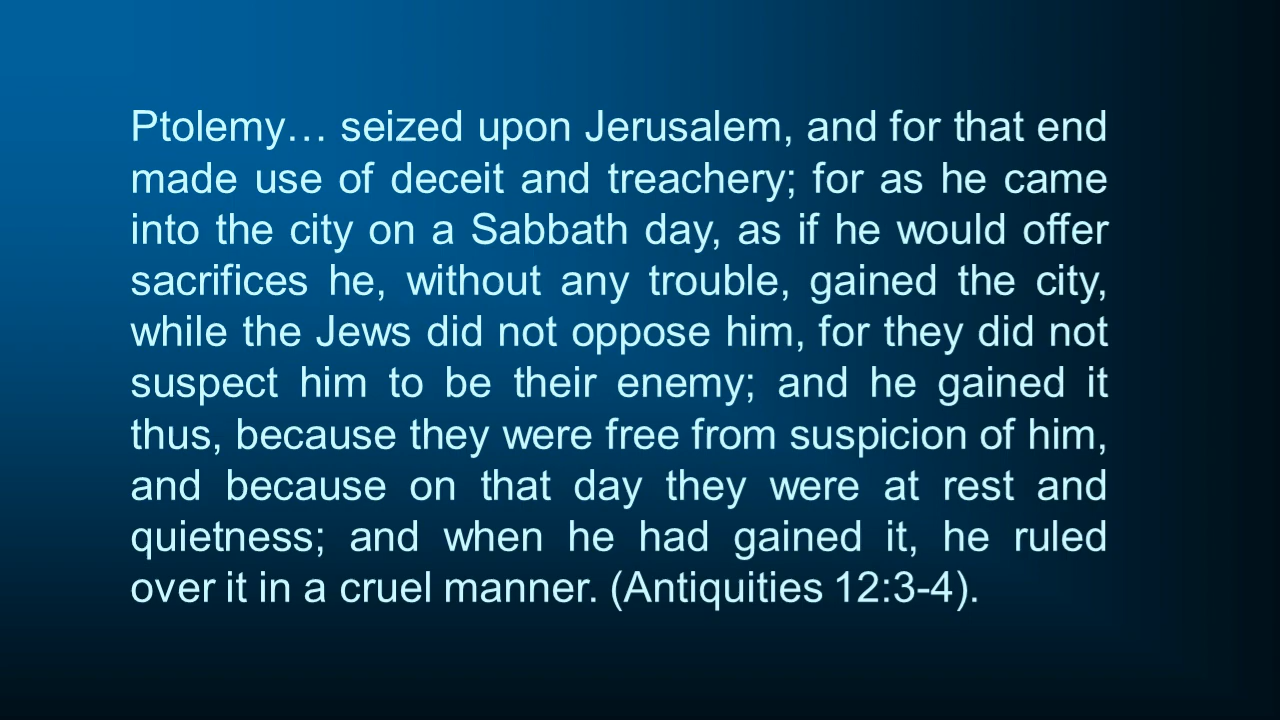 Ptolemy… seized upon Jerusalem, and for that end
made use of deceit and treachery; for as he came
into the city on a Sabbath day, as if he would offer
sacrifices he, without any trouble, gained the city,
while the Jews did not oppose him, for they did not
suspect him to be their enemy; and he gained it
thus, because they were free from suspicion of him,
and because on that day they were at rest and
quietness; and when he had gained it, he ruled
over it in a cruel manner. (Antiquities 12:3-4).